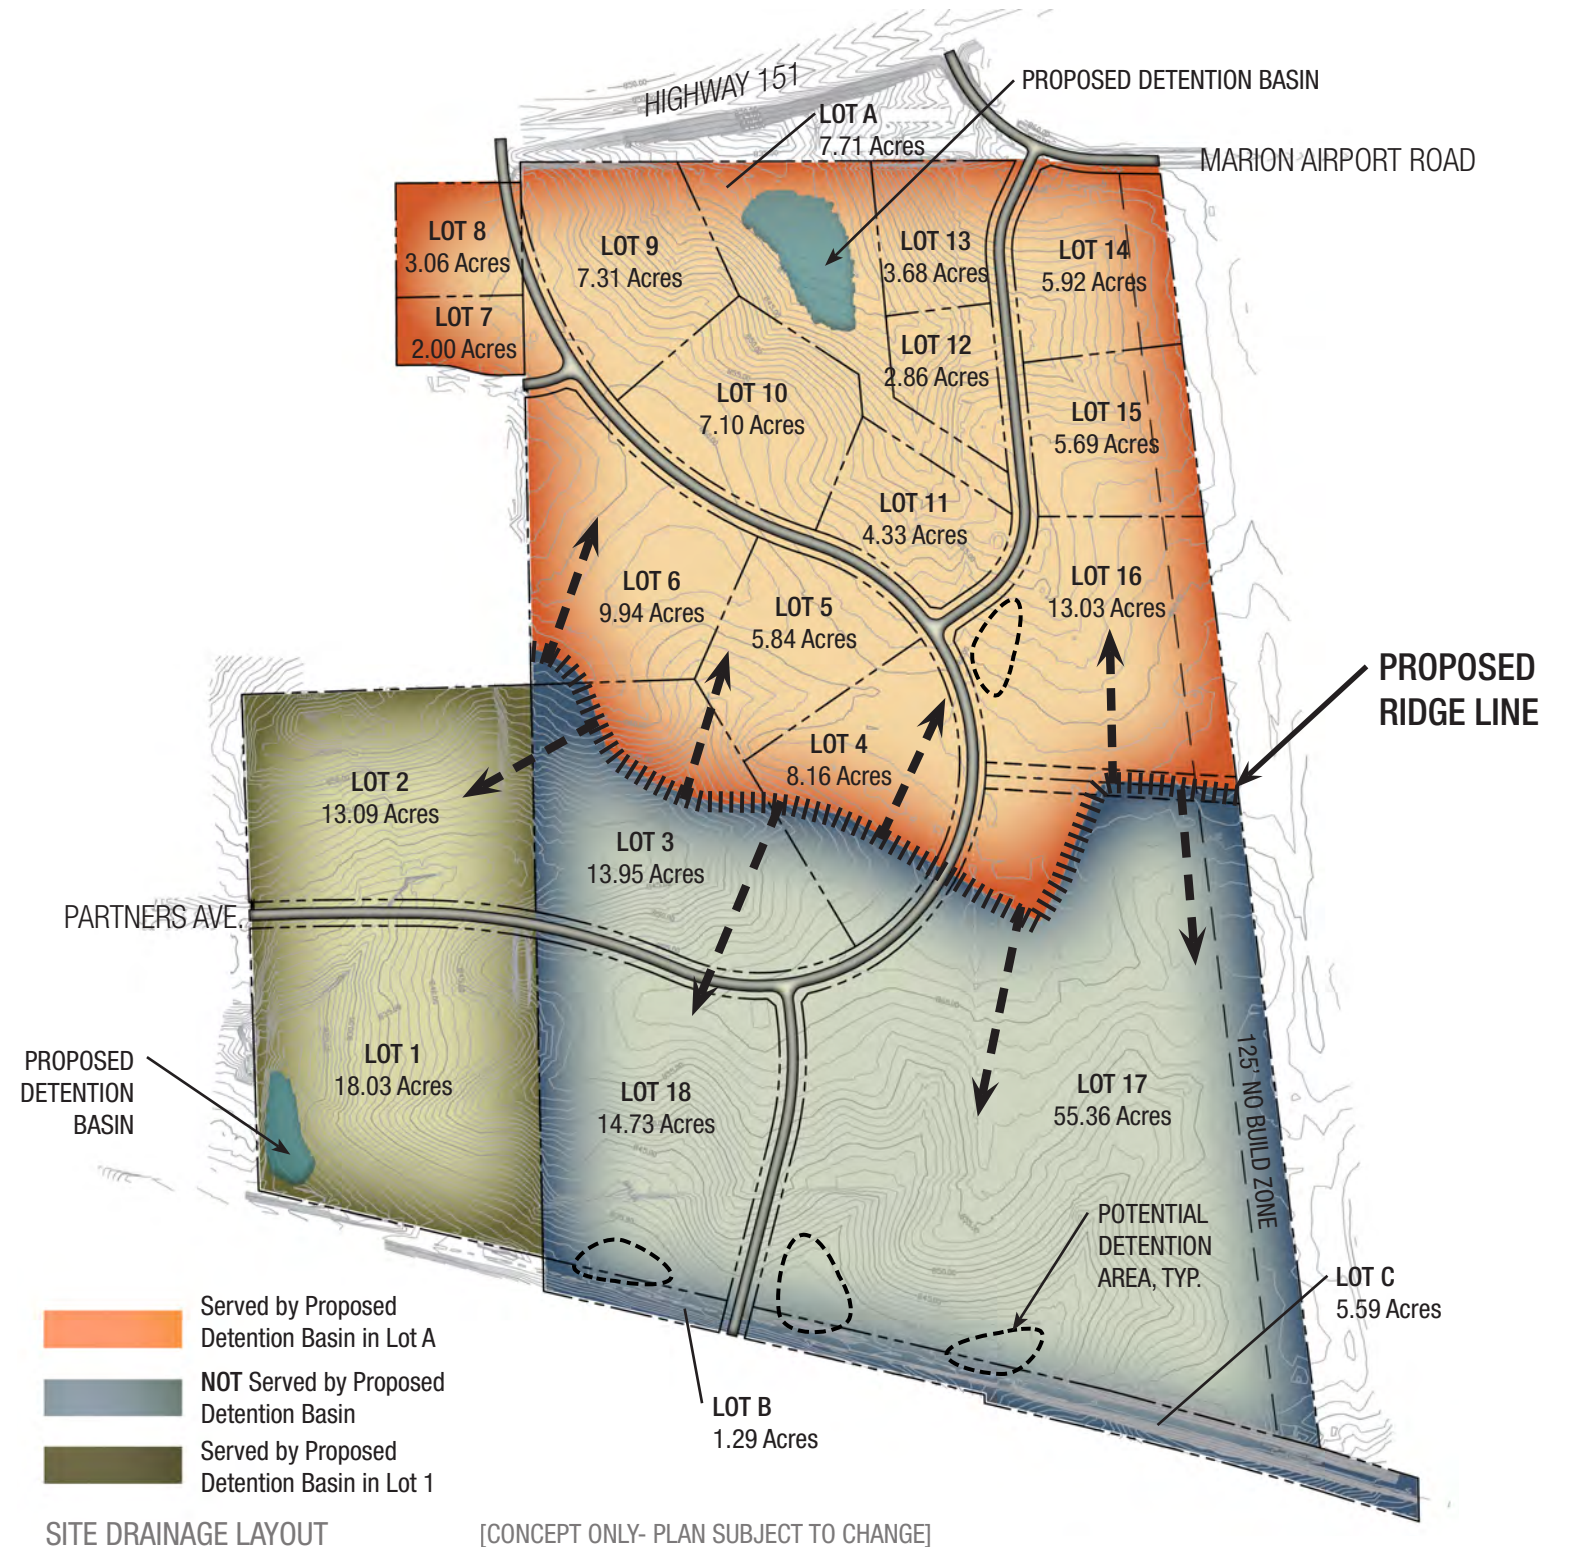 HIGHWAY 151
PROPOSED DETENTION BASIN
LOT A
7.71 Acres
MARION AIRPORT ROAD
LOT 8
3.06 Acres
LOT 9
7.31 Acres
LOT 13
3.68 Acres
LOT 14
5.92 Acres
LOT 7
2.00 Acres
LOT 12
2.86 Acres
LOT 10
7.10 Acres
LOT 15
5.69 Acres
LOT 11
4.33 Acres
LOT 6
9.94 Acres
LOT 5
5.84 Acres
LOT 16
13.03 Acres
PROPOSED
RIDGE LINE
LOT 4
8.16 Acres
LOT 2
13.09 Acres
LOT 3
13.95 Acres
PARTNERS AVE.
LOT 1
18.03 Acres
PROPOSED
DETENTION
BASIN
LOT 18
14.73 Acres
LOT 17
55.36 Acres
125' NO BUILD ZONE
POTENTIAL
DETENTION
AREA, TYP.
LOT C
5.59 Acres
LOT B
1.29 Acres
Served by Proposed
Detention Basin in Lot A
NOT Served by Proposed
Detention Basin
Served by Proposed
Detention Basin in Lot 1
SITE DRAINAGE LAYOUT
[CONCEPT ONLY- PLAN SUBJECT TO CHANGE]